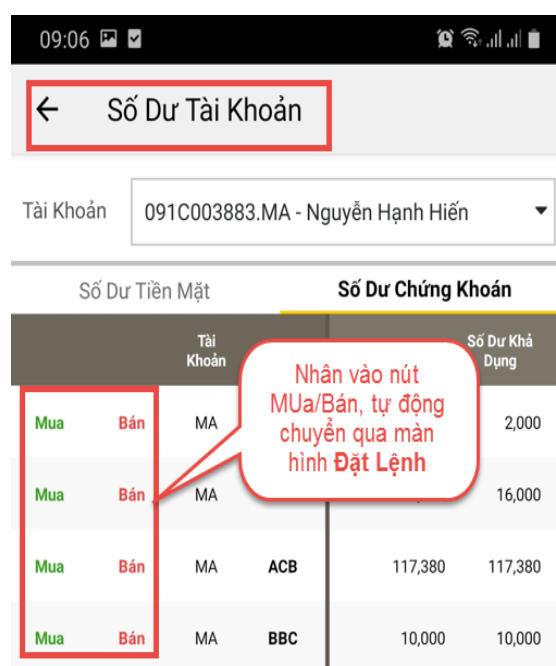 09:06
Số Dư Tài Khoản
Tài Khoản 091C003883.MA - Nguyễn Hạnh Hiến
Số Dư Tiền Mặt Số Dư Chứng Khoán
Tài Khoản
Số Dư Khả Dụng
Nhân vào nút
MUa/Bán, tự động
chuyển qua màn
hình Đặt Lệnh
Mua Bán MA 2,000
Mua Bán MA 16,000
Mua Bán MA ACB 117,380 117,380
Mua Bán MA BBC 10,000 10,000